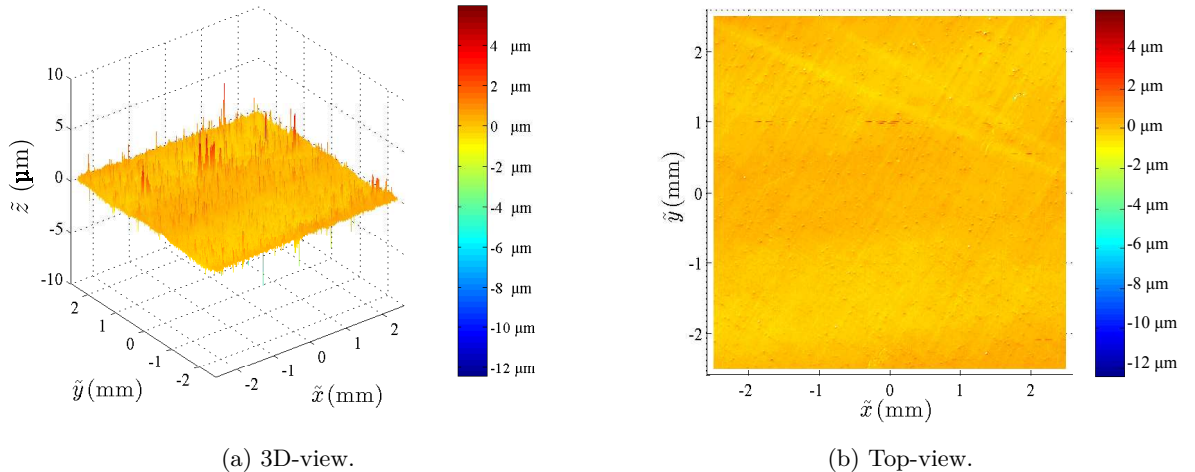 10
5
0
-5
-10
z̃ (µm)
2
1
0
-1
-2
ỹ (mm)
-2
-1
0
1
2
x̃ (mm)
4 µm
2 µm
0 µm
-2 µm
-4 µm
-6 µm
-8 µm
-10 µm
-12 µm
(a) 3D-view.
2
1
0
-1
-2
ỹ (mm)
-2
-1
0
1
2
x̃ (mm)
4 µm
2 µm
0 µm
-2 µm
-4 µm
-6 µm
-8 µm
-10 µm
-12 µm
(b) Top-view.